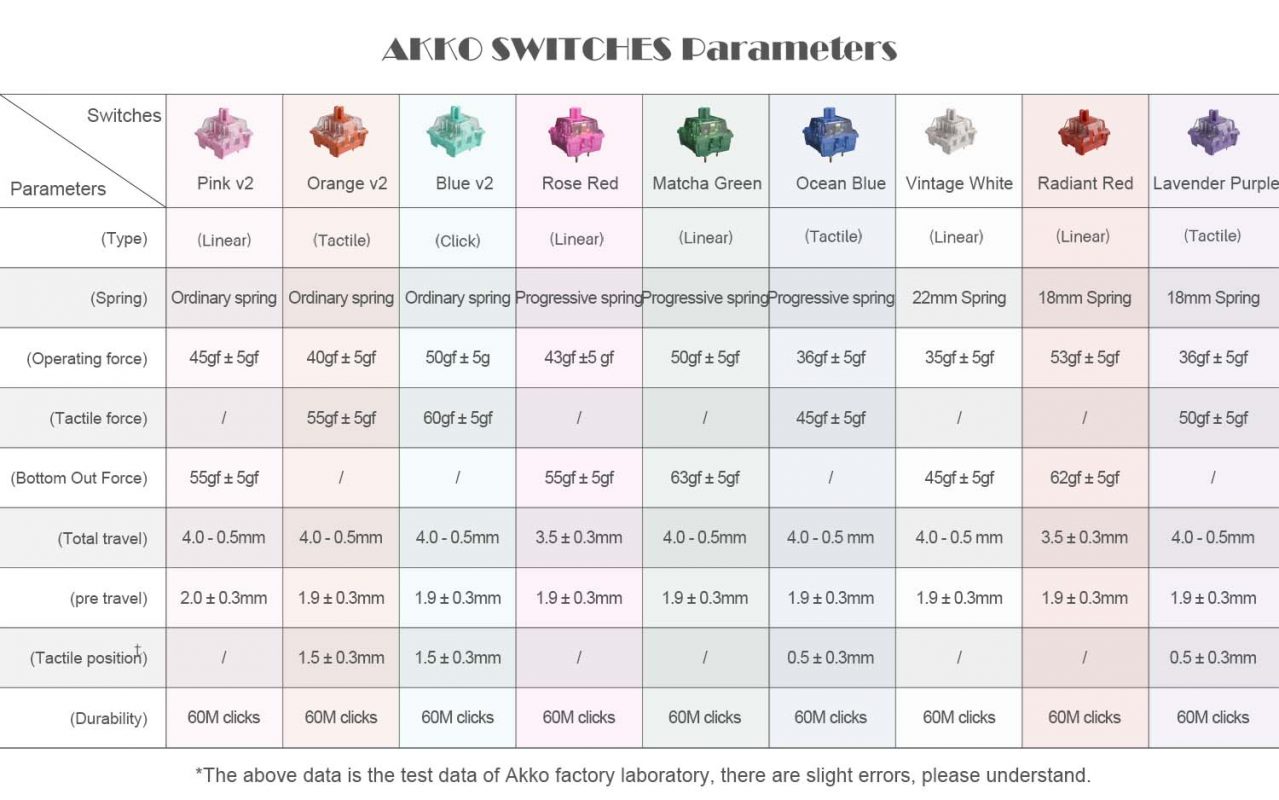 AKKO SWITCHES Parameters
Switches
Parameters Pink v2 Orange v2 Blue v2 Rose Red Matcha Green Ocean Blue Vintage White Radiant Red Lavender Purple
(Type) (Linear) (Tactile) (Click) (Linear) (Linear) (Tactile) (Linear) (Linear) (Tactile)
(Spring) Ordinary spring Ordinary spring Ordinary spring Progressive spring Progressive spring Progressive spring 22mm Spring 18mm Spring 18mm Spring
(Operating force) 45gf ± 5gf 40gf ± 5gf 50gf ± 5g 43gf ±5 gf 50gf ± 5gf 36gf ± 5gf 35gf ± 5gf 53gf ± 5gf 36gf ± 5gf
(Tactile force) / 55gf ± 5gf 60gf ± 5gf / / 45gf ± 5gf / / 50gf ± 5gf
(Bottom Out Force) 55gf ± 5gf / / 55gf ± 5gf 63gf ± 5gf / 45gf ± 5gf 62gf ± 5gf /
(Total travel) 4.0 - 0.5mm 4.0 - 0.5mm 4.0 - 0.5mm 3.5 ± 0.3mm 4.0 - 0.5mm 4.0 - 0.5 mm 4.0 - 0.5 mm 3.5 ± 0.3mm 4.0 - 0.5mm
(pre travel) 2.0 ± 0.3mm 1.9 ± 0.3mm 1.9 ± 0.3mm 1.9 ± 0.3mm 1.9 ± 0.3mm 1.9 ± 0.3mm 1.9 ± 0.3mm 1.9 ± 0.3mm 1.9 ± 0.3mm
(Tactile position†) / 1.5 ± 0.3mm 1.5 ± 0.3mm / / 0.5 ± 0.3mm / / 0.5 ± 0.3mm
(Durability) 60M clicks 60M clicks 60M clicks 60M clicks 60M clicks 60M clicks 60M clicks 60M clicks 60M clicks
*The above data is the test data of Akko factory laboratory, there are slight errors, please understand.